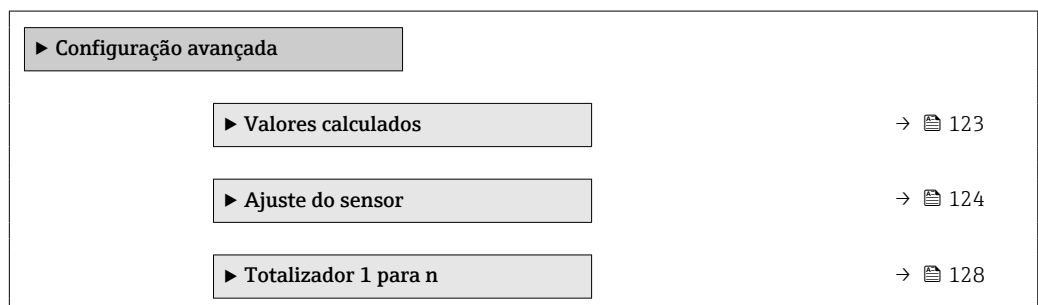 ▶ Configuração avançada
▶ Valores calculados → 123
▶ Ajuste do sensor → 124
▶ Totalizador 1 para n → 128